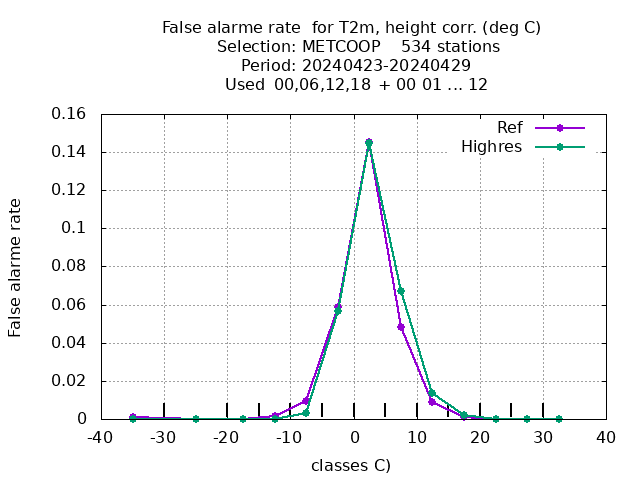 False alarme rate  for T2m, height corr. (deg C)
Selection: METCOOP    534 stations
Period: 20240423-20240429
Used  00,06,12,18 + 00 01 ... 12
Ref
Highres
False alarme rate
0.16
0.14
0.12
0.1
0.08
0.06
0.04
0.02
0
-40 -30 -20 -10 0 10 20 30 40
classes C)